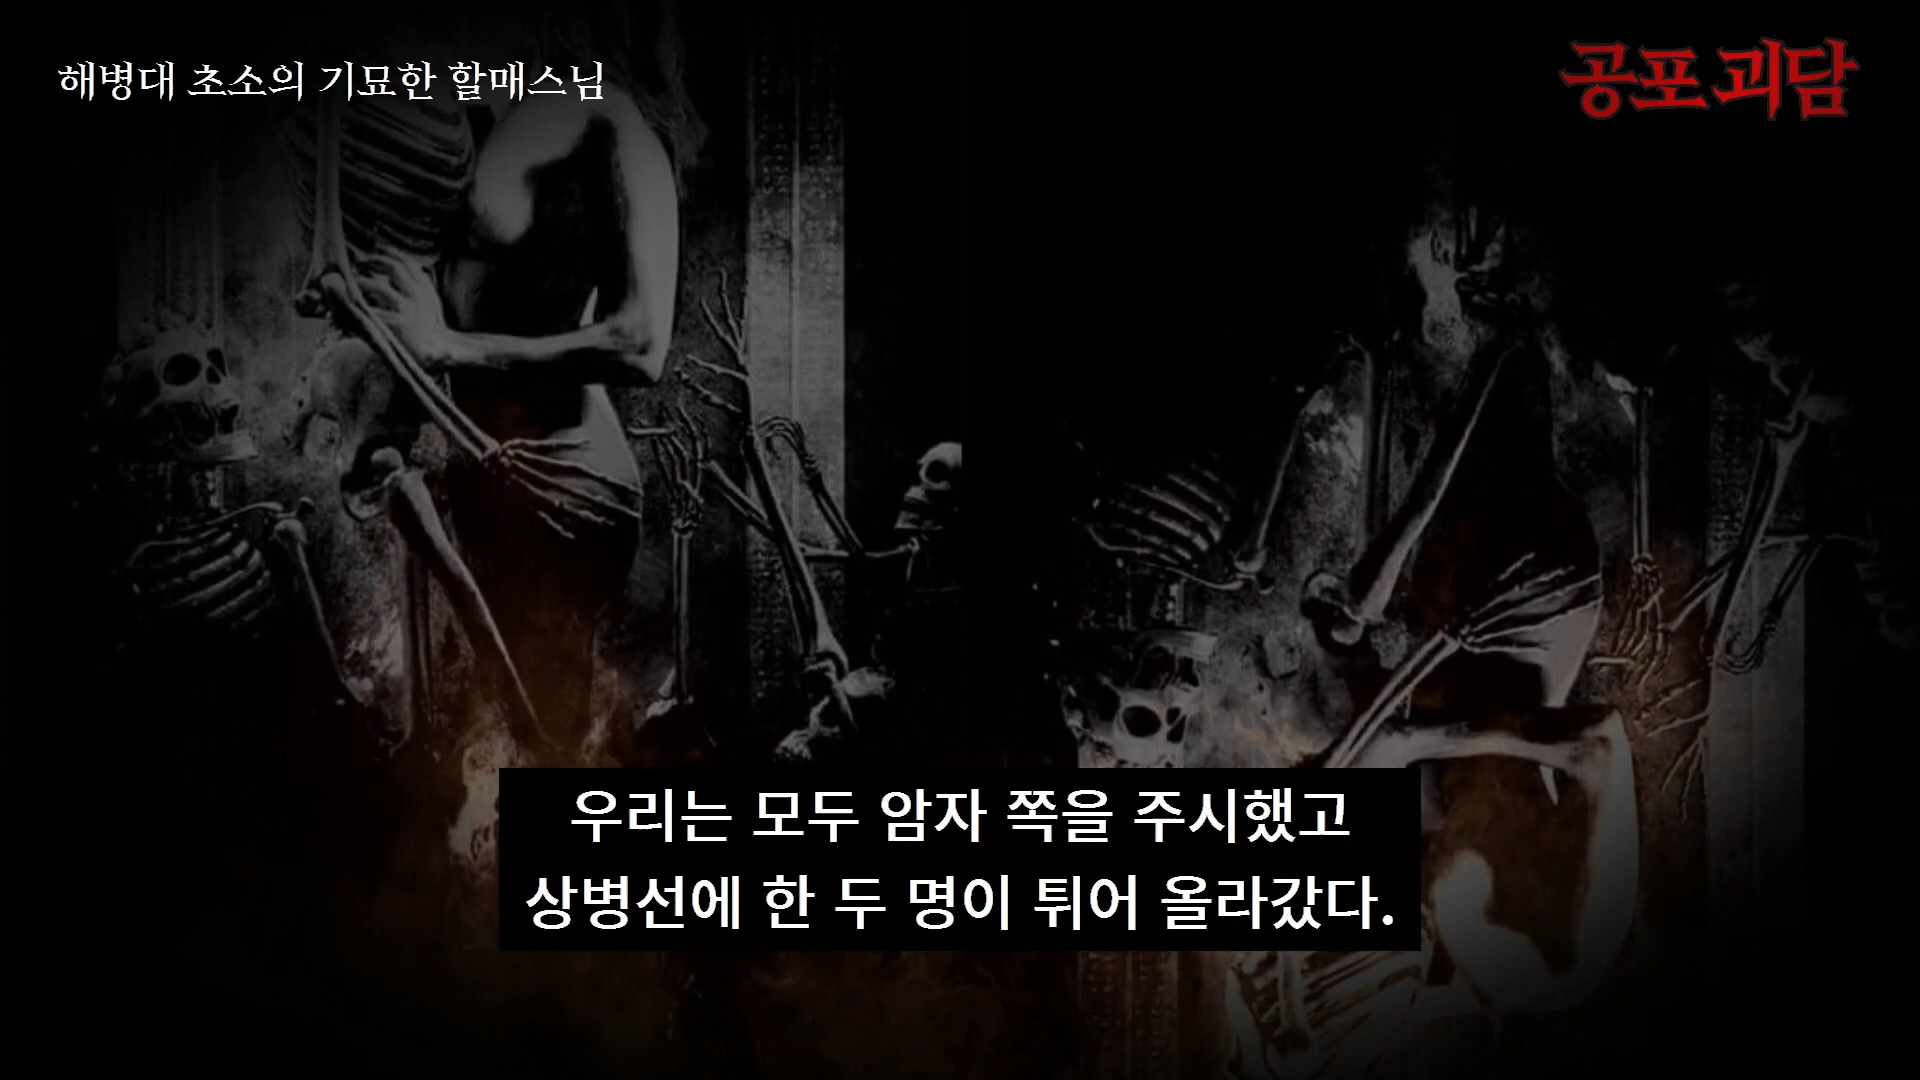 해병대 초소의 기묘한 할매스님
공포괴담
우리는 모두 암자 쪽을 주시했고
상병선에 한 두 명이 튀어 올라갔다.